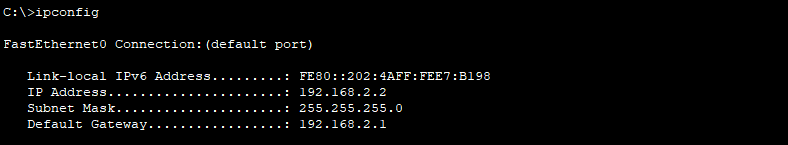 C:\>ipconfig
FastEthernet0 Connection:(default port)
Link-local IPv6 Address.........: FE80::202:4AFF:FEE7:B198
IP Address......................: 192.168.2.2
Subnet Mask.....................: 255.255.255.0
Default Gateway.................: 192.168.2.1